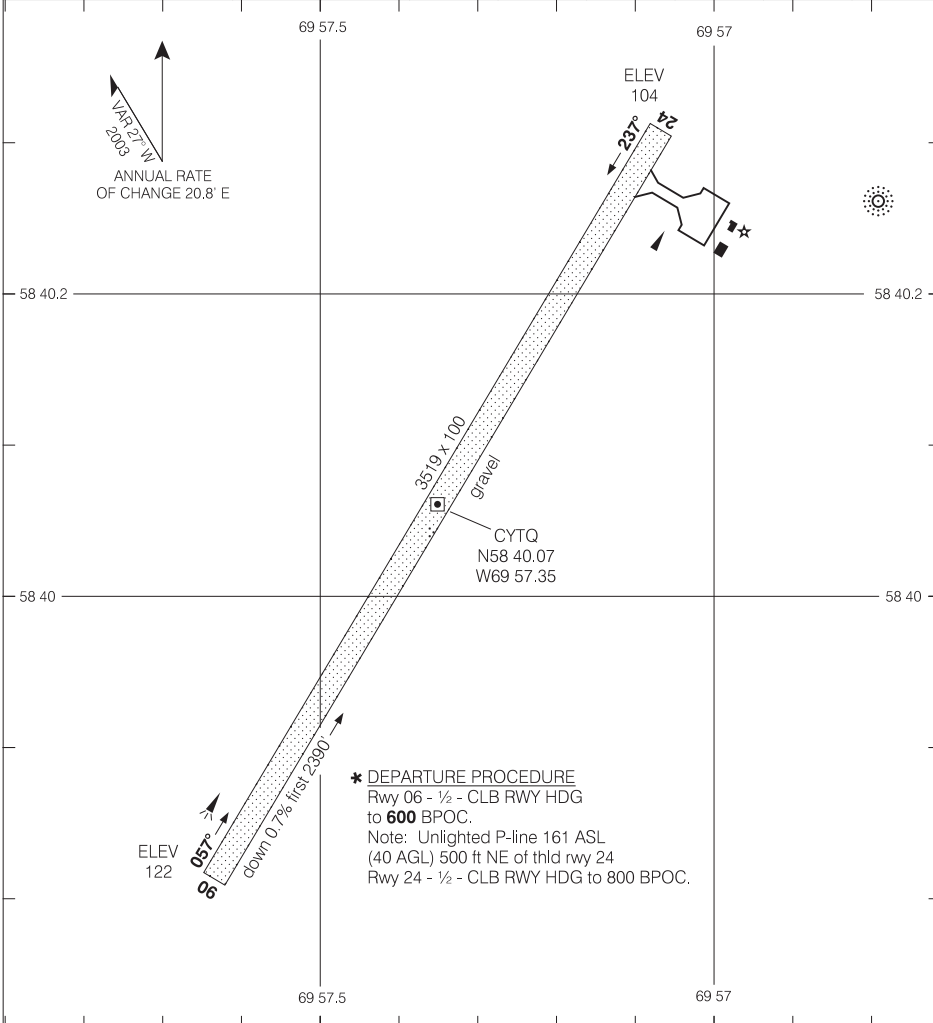 69 57.5
69 57
VAR 27° W
2003
ANNUAL RATE
OF CHANGE 20.8' E
ELEV
104
24
237°
58 40.2
58 40.2
3519 x 100
gravel
CYTQ
N58 40.07
W69 57.35
58 40
58 40
down 0.7% first 2390'
* DEPARTURE PROCEDURE
Rwy 06 - ½ - CLB RWY HDG
to 600 BPOC.
Note: Unlighted P-line 161 ASL
(40 AGL) 500 ft NE of thld rwy 24
Rwy 24 - ½ - CLB RWY HDG to 800 BPOC.
ELEV
122
057°
06
69 57.5
69 57